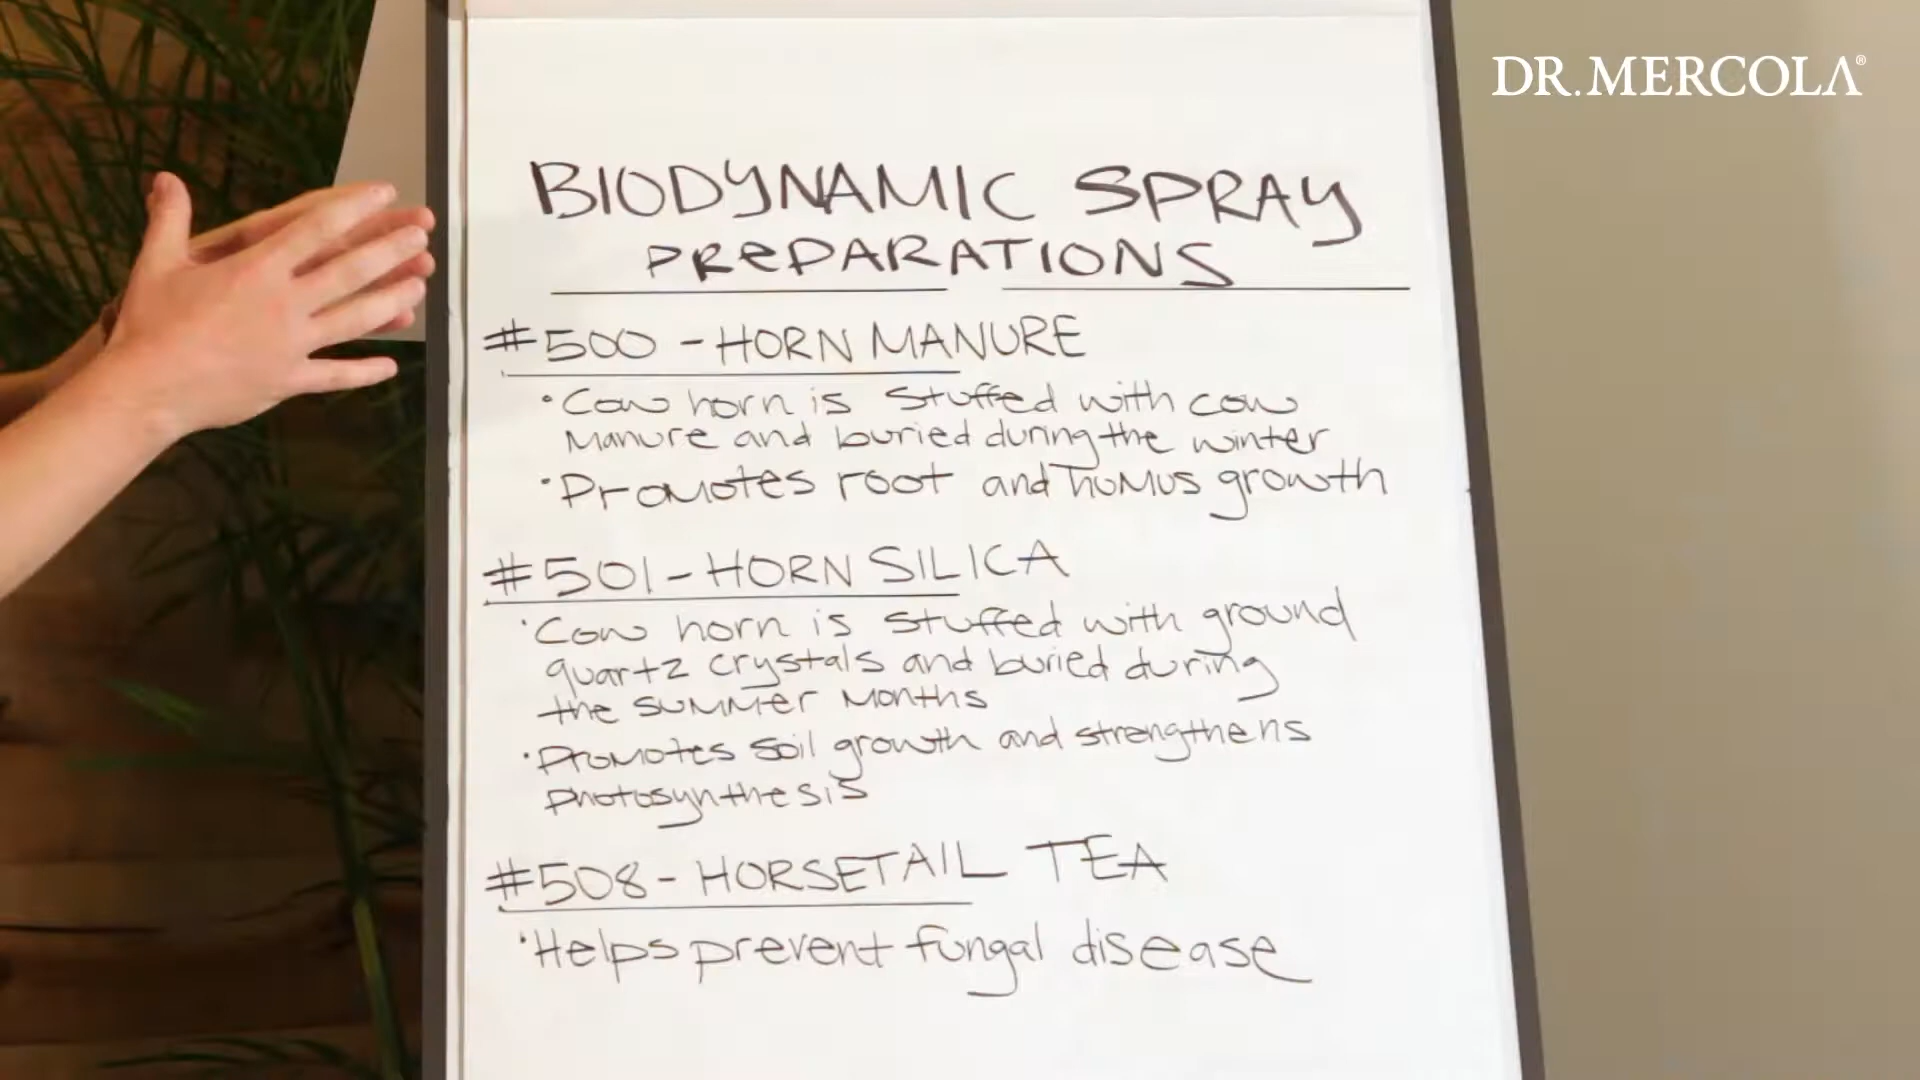 DR. MERCOLA®
BIODYNAMIC SPRAY
PREPARATIONS
#500 - HORN MANURE
• Cow horn is stuffed with cow
manure and buried during the winter
• Promotes root and humus growth
#501 - HORN SILICA
• Cow horn is stuffed with ground
quartz crystals and buried during
the summer months
• Promotes soil growth and strengthens
photosynthesis
#508 - HORSETAIL TEA
• Helps prevent fungal disease